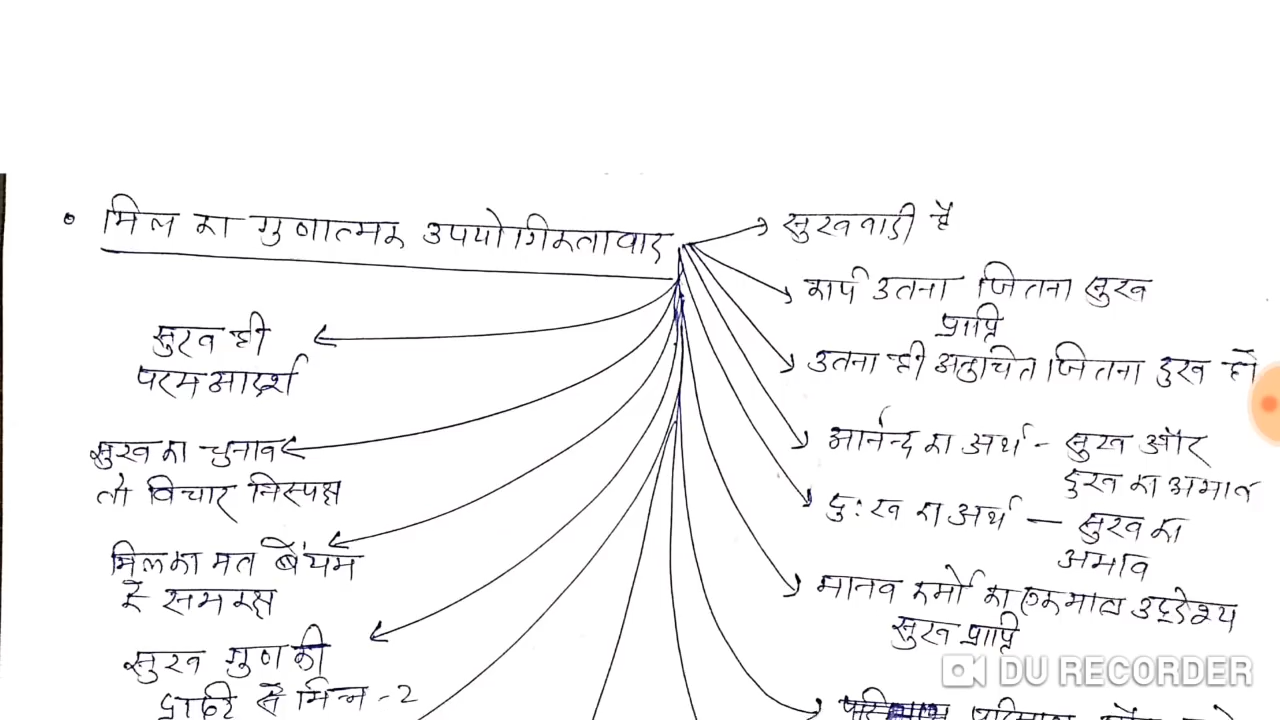 • मिल का गुणात्मक उपयोगितावाद
सुखवादी है
कार्य उतना जितना सुख
प्राप्ति
उतना ही अनुचित जितना दुख हो
आनन्द का अर्थ - सुख और
दुख का अभाव
दुःख का अर्थ - सुख का
अभाव
मानव कर्मो का एकमात्र उद्देश्य
सुख प्राप्ति
परिमाण
सुख ही
परम आदर्श
सुख का चुनाव
तो विचार निस्पक्ष
मिल का मत बेंथम
के समकक्ष
सुख गुण की
दृष्टि से भिन्न-2
DU RECORDER